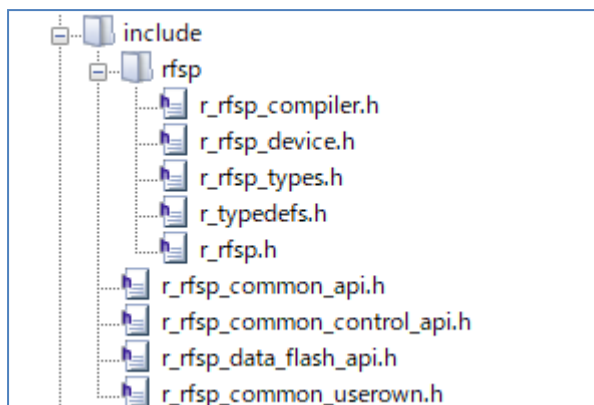 include
rfsp
r_rfsp_compiler.h
r_rfsp_device.h
r_rfsp_types.h
r_typedefs.h
r_rfsp.h
r_rfsp_common_api.h
r_rfsp_common_control_api.h
r_rfsp_data_flash_api.h
r_rfsp_common_userown.h